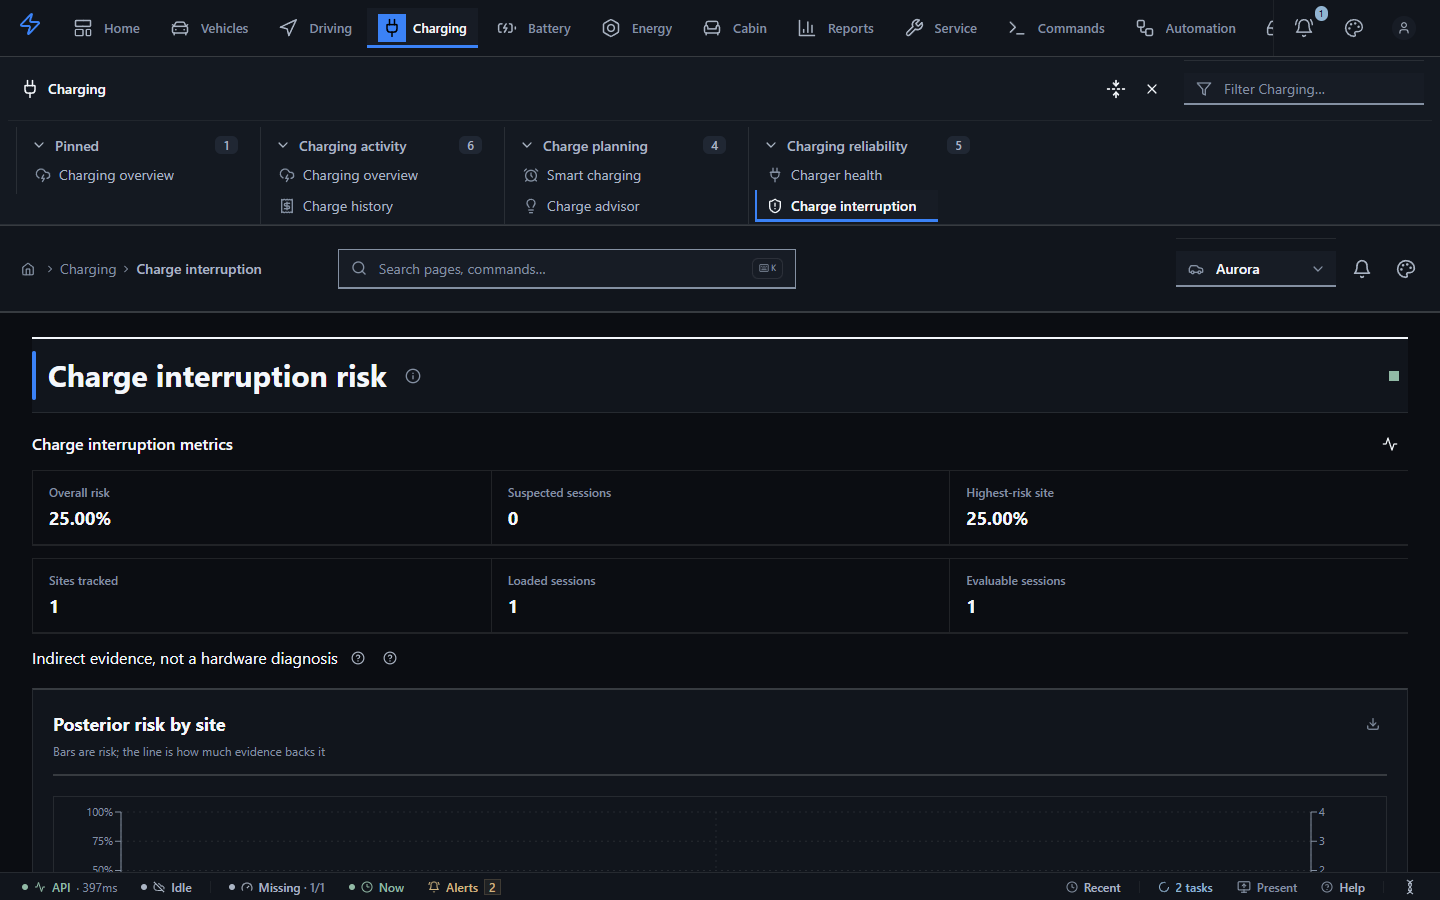 Home
Vehicles
Driving
Charging
Battery
Energy
Cabin
Reports
Service
Commands
Automation
1
Charging
Filter Charging...
Pinned 1
Charging overview
Charging activity 6
Charging overview
Charge history
Charge planning 4
Smart charging
Charge advisor
Charging reliability 5
Charger health
Charge interruption
Charging > Charge interruption
Search pages, commands...
K
Aurora
Charge interruption risk
Charge interruption metrics
Overall risk
25.00%
Suspected sessions
0
Highest-risk site
25.00%
Sites tracked
1
Loaded sessions
1
Evaluable sessions
1
Indirect evidence, not a hardware diagnosis
Posterior risk by site
Bars are risk; the line is how much evidence backs it
100%
75%
50%
4
3
2
API · 397ms
Idle
Missing · 1/1
Now
Alerts 2
Recent
2 tasks
Present
Help